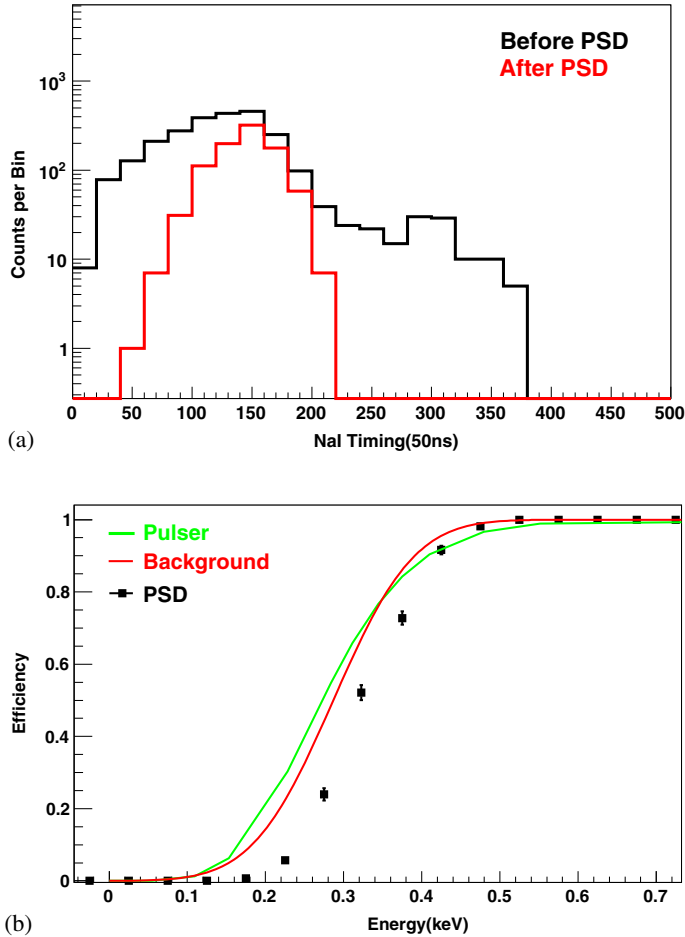 Before PSD
After PSD
10³
10²
10
1
Counts per Bin
0 50 100 150 200 250 300 350 400 450 500
NaI Timing(50ns)
(a)
Pulser
Background
PSD
1
0.8
0.6
0.4
0.2
0
Efficiency
0 0.1 0.2 0.3 0.4 0.5 0.6 0.7
Energy(keV)
(b)